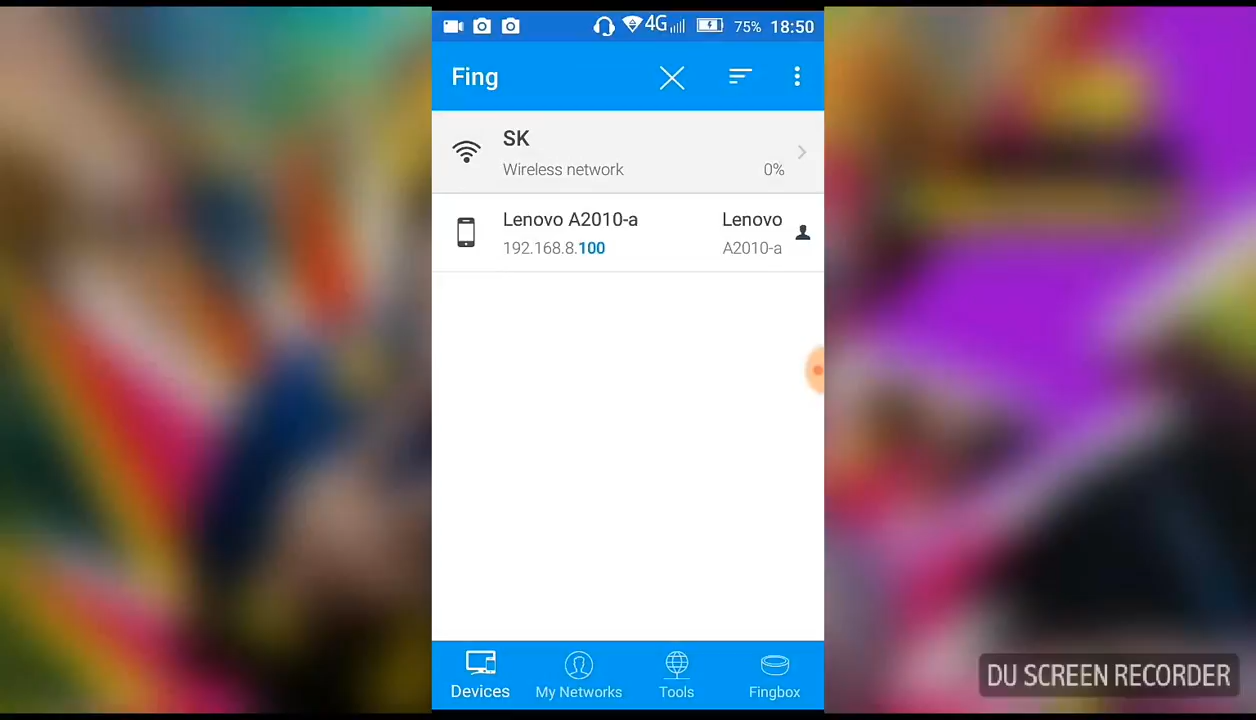 4G 75% 18:50
Fing
SK
Wireless network 0%
Lenovo A2010-a Lenovo
192.168.8.100 A2010-a
Devices My Networks Tools Fingbox
DU SCREEN RECORDER